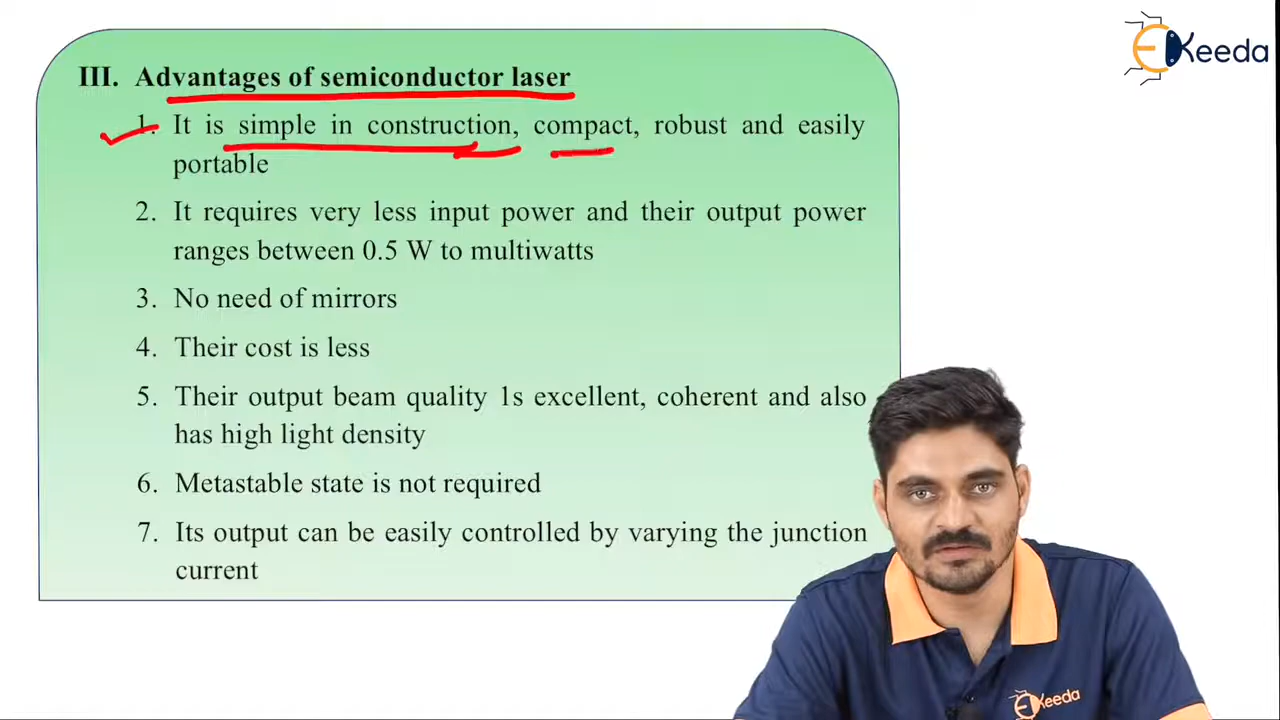 EKeeda
III. Advantages of semiconductor laser
1. It is simple in construction, compact, robust and easily
portable
2. It requires very less input power and their output power
ranges between 0.5 W to multiwatts
3. No need of mirrors
4. Their cost is less
5. Their output beam quality 1s excellent, coherent and also
has high light density
6. Metastable state is not required
7. Its output can be easily controlled by varying the junction
current
EKeeda